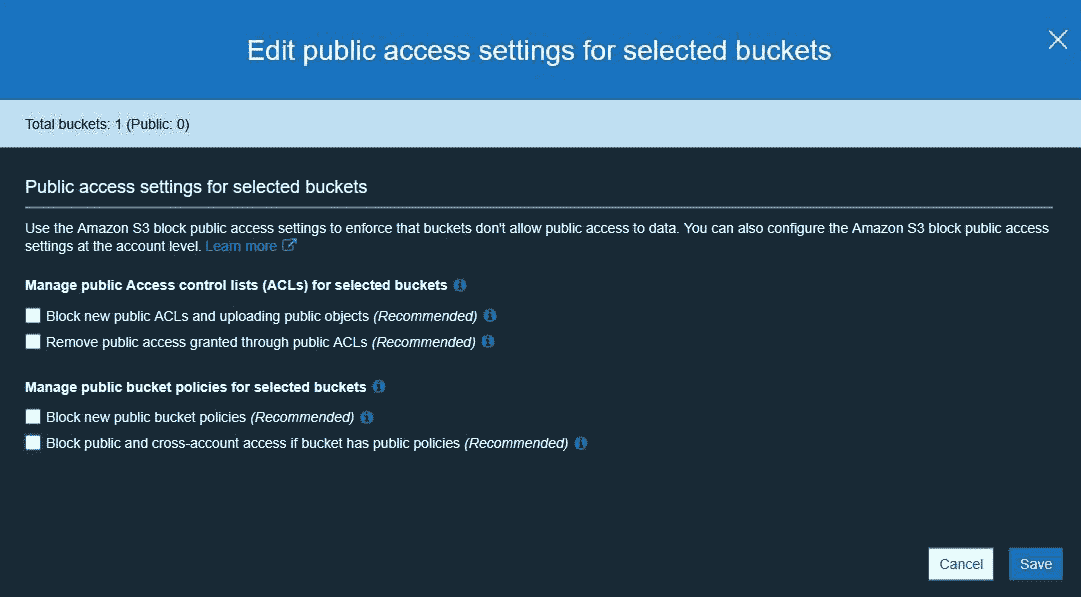 Edit public access settings for selected buckets
Total buckets: 1 (Public: 0)
Public access settings for selected buckets
Use the Amazon S3 block public access settings to enforce that buckets don't allow public access to data. You can also configure the Amazon S3 block public access
settings at the account level. Learn more
Manage public Access control lists (ACLs) for selected buckets
Block new public ACLs and uploading public objects (Recommended)
Remove public access granted through public ACLs (Recommended)
Manage public bucket policies for selected buckets
Block new public bucket policies (Recommended)
Block public and cross-account access if bucket has public policies (Recommended)
Cancel Save